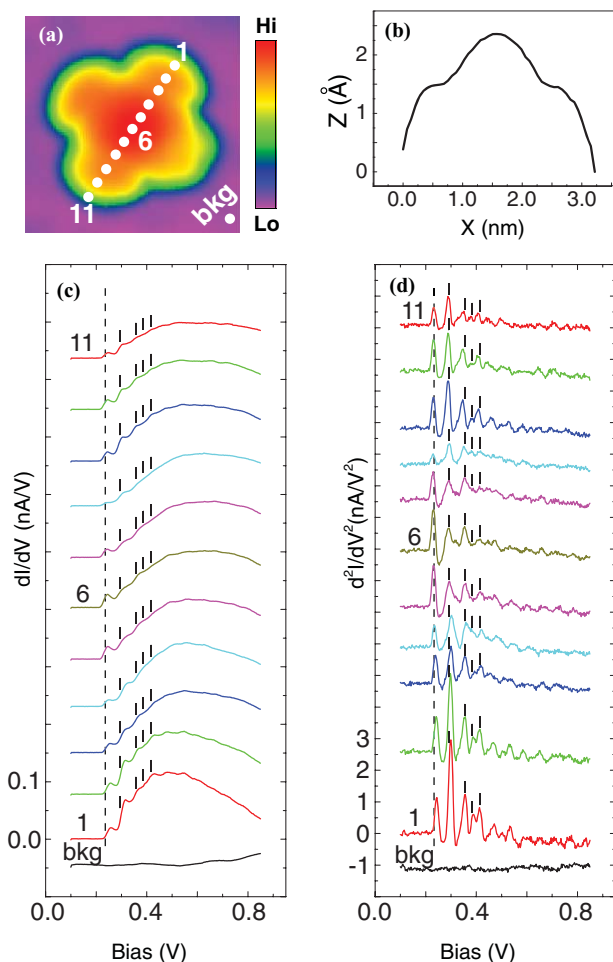 (a)
1
6
11
bkg
Hi
Lo
(b)
Z (Å)
2
1
0
0.0 1.0 2.0 3.0
X (nm)
(c)
11
6
1
bkg
0.1
0.0
dI/dV (nA/V)
0.0 0.4 0.8
Bias (V)
(d)
11
6
1
bkg
3
2
1
0
-1
d²I/dV²(nA/V²)
0.0 0.4 0.8
Bias (V)